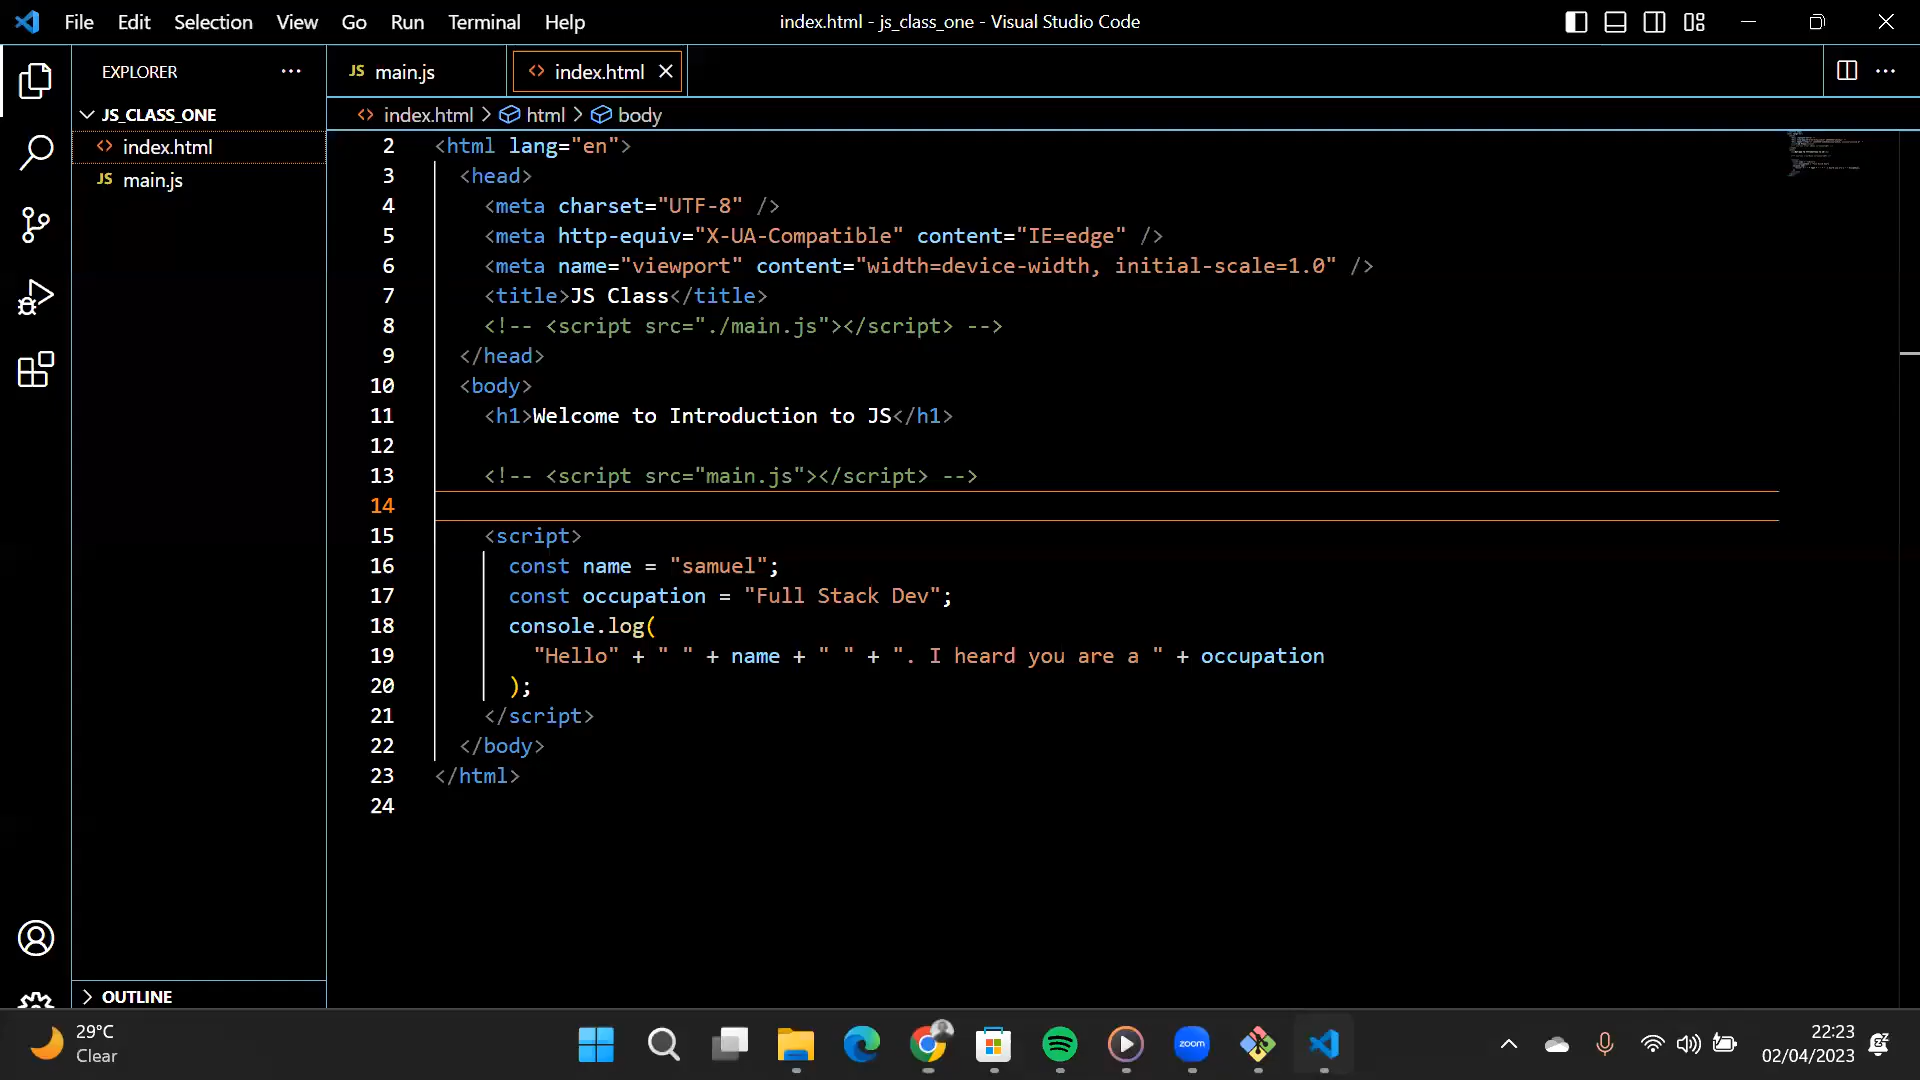 File Edit Selection View Go Run Terminal Help index.html - js_class_one - Visual Studio Code
EXPLORER ... JS main.js <> index.html
JS_CLASS_ONE
<> index.html > html > body
<> index.html
JS main.js
2 <html lang="en">
3 <head>
4 <meta charset="UTF-8" />
5 <meta http-equiv="X-UA-Compatible" content="IE=edge" />
6 <meta name="viewport" content="width=device-width, initial-scale=1.0" />
7 <title>JS Class</title>
8 <!-- <script src="./main.js"></script> -->
9 </head>
10 <body>
11 <h1>Welcome to Introduction to JS</h1>
12
13 <!-- <script src="main.js"></script> -->
14
15 <script>
16 const name = "samuel";
17 const occupation = "Full Stack Dev";
18 console.log(
19 "Hello" + " " + name + " " + ". I heard you are a " + occupation
20 );
21 </script>
22 </body>
23 </html>
24
OUTLINE
29°C
Clear
zoom
22:23
02/04/2023